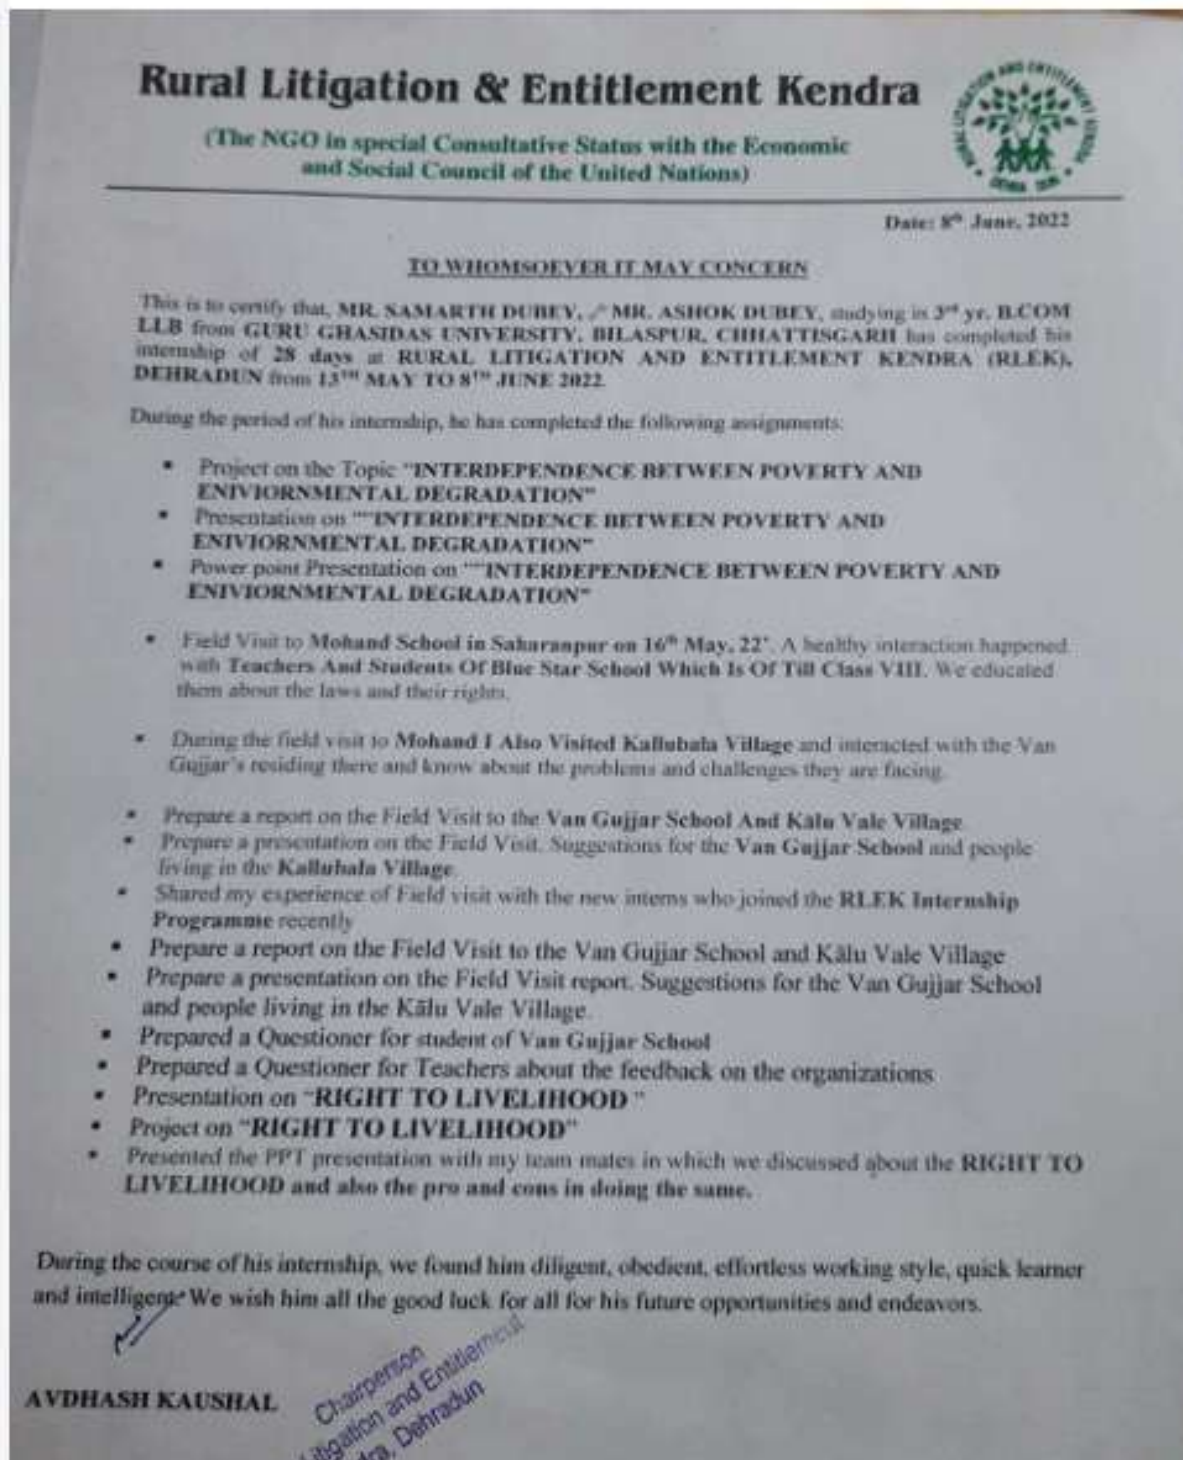 Rural Litigation & Entitlement Kendra
(The NGO in special Consultative Status with the Economic
and Social Council of the United Nations)
RURAL LITIGATION AND ENTITLEMENT KENDRA
DEHRA DUN
Date: 8th June, 2022
TO WHOMSOEVER IT MAY CONCERN
This is to certify that, MR. SAMARTH DUBEY, MR. ASHOK DUBEY, studying in 3rd yr. B.COM
LLB from GURU GHASIDAS UNIVERSITY, BILASPUR, CHHATTISGARH has completed his
internship of 28 days at RURAL LITIGATION AND ENTITLEMENT KENDRA (RLEK),
DEHRADUN from TH MAY TO 8TH JUNE 2022
During the period of his internship, he has completed the following assignments:
▪ Project on the Topic "INTERDEPENDENCE BETWEEN POVERTY AND
ENIVIORNMENTAL DEGRADATION"
▪ Presentation on ""INTERDEPENDENCE BETWEEN POVERTY AND
ENIVIORNMENTAL DEGRADATION"
▪ Power point Presentation on ""INTERDEPENDENCE BETWEEN POVERTY AND
ENIVIORNMENTAL DEGRADATION"
▪ Field Visit to Mohand School in Saharanpur on 16th May, 22'. A healthy interaction happened
with Teachers And Students Of Blue Star School Which Is Of Till Class VIII. We educated
them about the laws and their rights.
▪ During the field visit to Mohand I Also Visited Kallubala Village and interacted with the Van
Gujjar's residing there and know about the problems and challenges they are facing.
▪ Prepare a report on the Field Visit to the Van Gujjar School And Kālu Vale Village
▪ Prepare a presentation on the Field Visit. Suggestions for the Van Gujjar School and people
living in the Kallubala Village.
▪ Shared my experience of Field visit with the new interns who joined the RLEK Internship
Programme recently
▪ Prepare a report on the Field Visit to the Van Gujjar School and Kālu Vale Village
▪ Prepare a presentation on the Field Visit report. Suggestions for the Van Gujjar School
and people living in the Kālu Vale Village.
▪ Prepared a Questioner for student of Van Gujjar School
▪ Prepared a Questioner for Teachers about the feedback on the organizations
▪ Presentation on "RIGHT TO LIVELIHOOD "
▪ Project on "RIGHT TO LIVELIHOOD"
▪ Presented the PPT presentation with my team mates in which we discussed about the RIGHT TO
LIVELIHOOD and also the pro and cons in doing the same.
During the course of his internship, we found him diligent, obedient, effortless working style, quick learner
and intelligent. We wish him all the good luck for all for his future opportunities and endeavors.
AVDHASH KAUSHAL
Chairperson
Litigation and Entitlement
dra, Dehradun